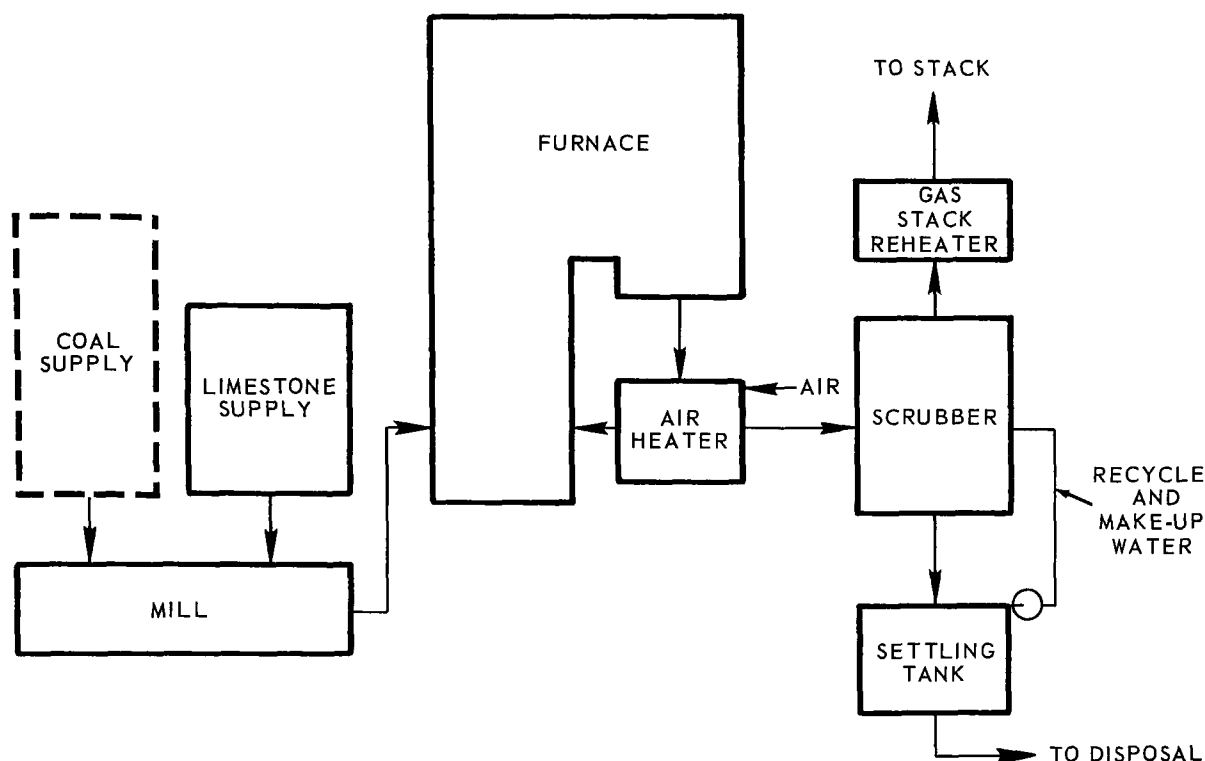 TO STACK
FURNACE
GAS
STACK
REHEATER
COAL
SUPPLY
LIMESTONE
SUPPLY
AIR
AIR
HEATER
SCRUBBER
RECYCLE
AND
MAKE-UP
WATER
MILL
SETTLING
TANK
TO DISPOSAL